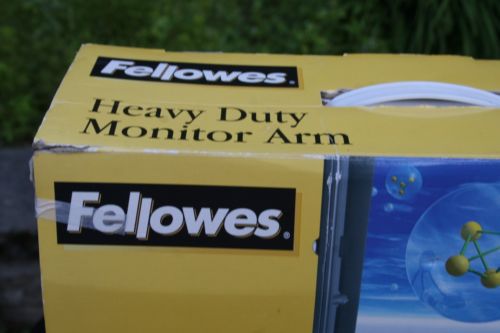 Fellowes®
Heavy Duty
Monitor Arm
Fellowes®